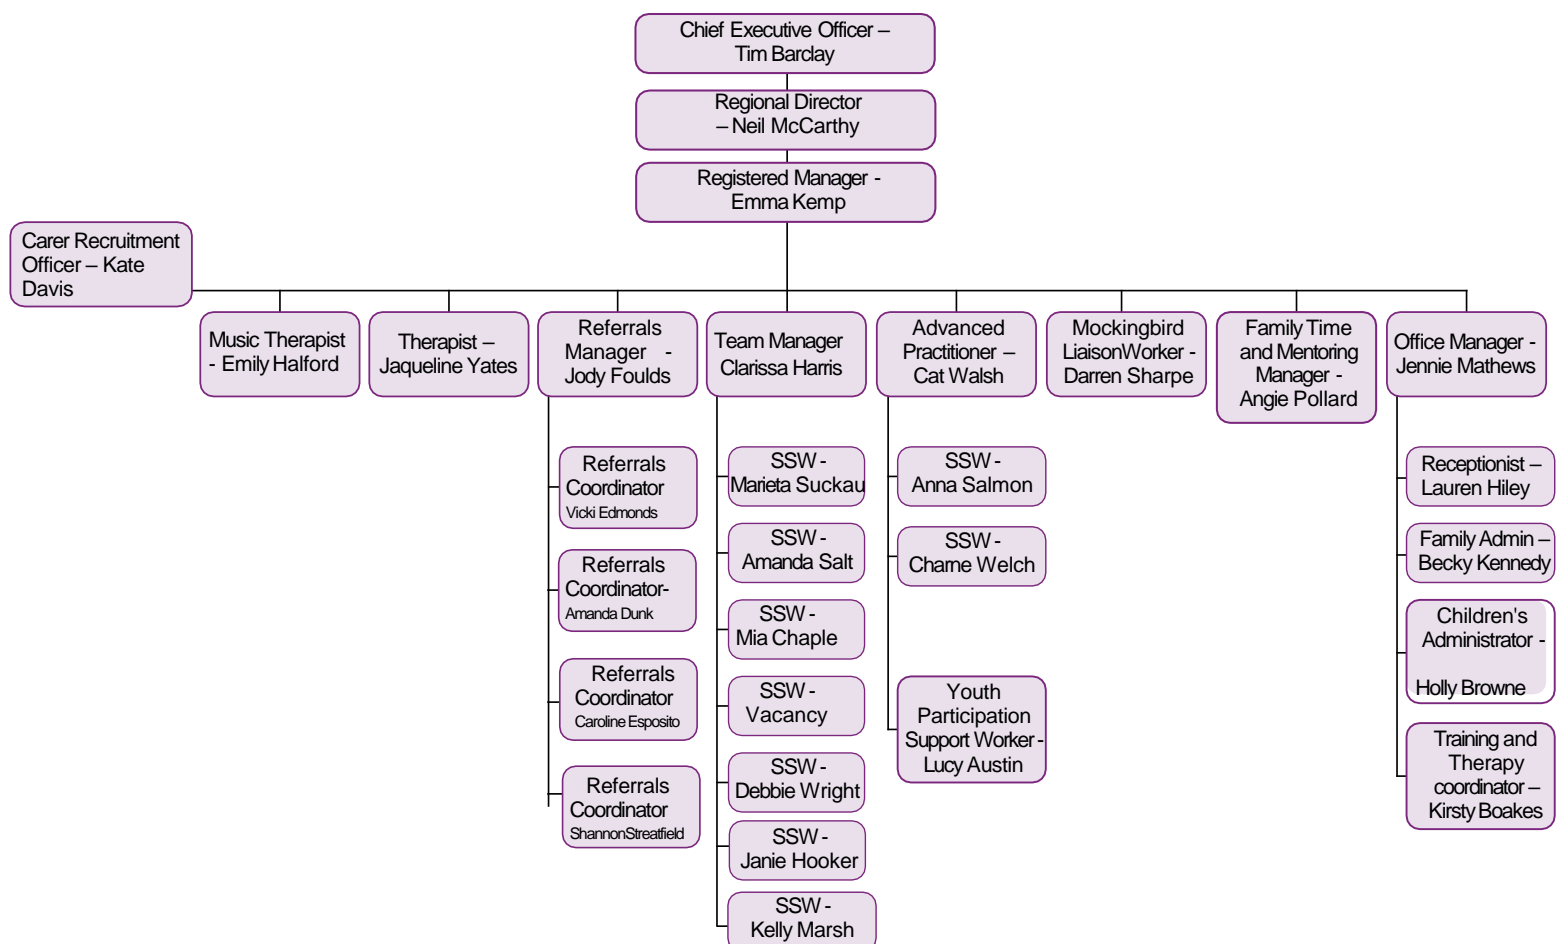 Chief Executive Officer –
Tim Barclay
Regional Director
– Neil McCarthy
Registered Manager -
Emma Kemp
Carer Recruitment
Officer – Kate
Davis
Music Therapist
- Emily Halford
Therapist –
Jaqueline Yates
Referrals
Manager -
Jody Foulds
Team Manager
Clarissa Harris
Advanced
Practitioner –
Cat Walsh
Mockingbird
LiaisonWorker -
Darren Sharpe
Family Time
and Mentoring
Manager -
Angie Pollard
Office Manager -
Jennie Mathews
Referrals
Coordinator
Vicki Edmonds
Referrals
Coordinator-
Amanda Dunk
Referrals
Coordinator
Caroline Esposito
Referrals
Coordinator
ShannonStreatfield
SSW -
Marieta Suckau
SSW -
Amanda Salt
SSW -
Mia Chaple
SSW -
Vacancy
SSW -
Debbie Wright
SSW -
Janie Hooker
SSW -
Kelly Marsh
SSW -
Anna Salmon
SSW -
Charne Welch
Youth
Participation
Support Worker -
Lucy Austin
Receptionist –
Lauren Hiley
Family Admin –
Becky Kennedy
Children's
Administrator -
Holly Browne
Training and
Therapy
coordinator –
Kirsty Boakes